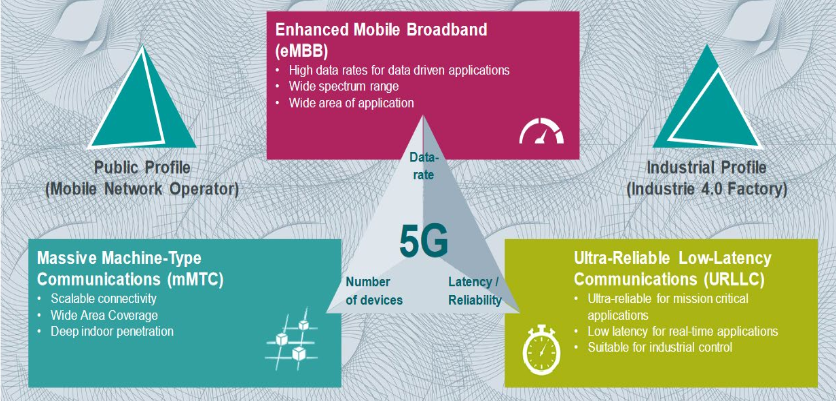 Enhanced Mobile Broadband
(eMBB)
• High data rates for data driven applications
• Wide spectrum range
• Wide area of application
Public Profile
(Mobile Network Operator)
Industrial Profile
(Industrie 4.0 Factory)
Data-
rate
5G
Number
of devices
Latency /
Reliability
Massive Machine-Type
Communications (mMTC)
• Scalable connectivity
• Wide Area Coverage
• Deep indoor penetration
Ultra-Reliable Low-Latency
Communications (URLLC)
• Ultra-reliable for mission critical
applications
• Low latency for real-time applications
• Suitable for industrial control